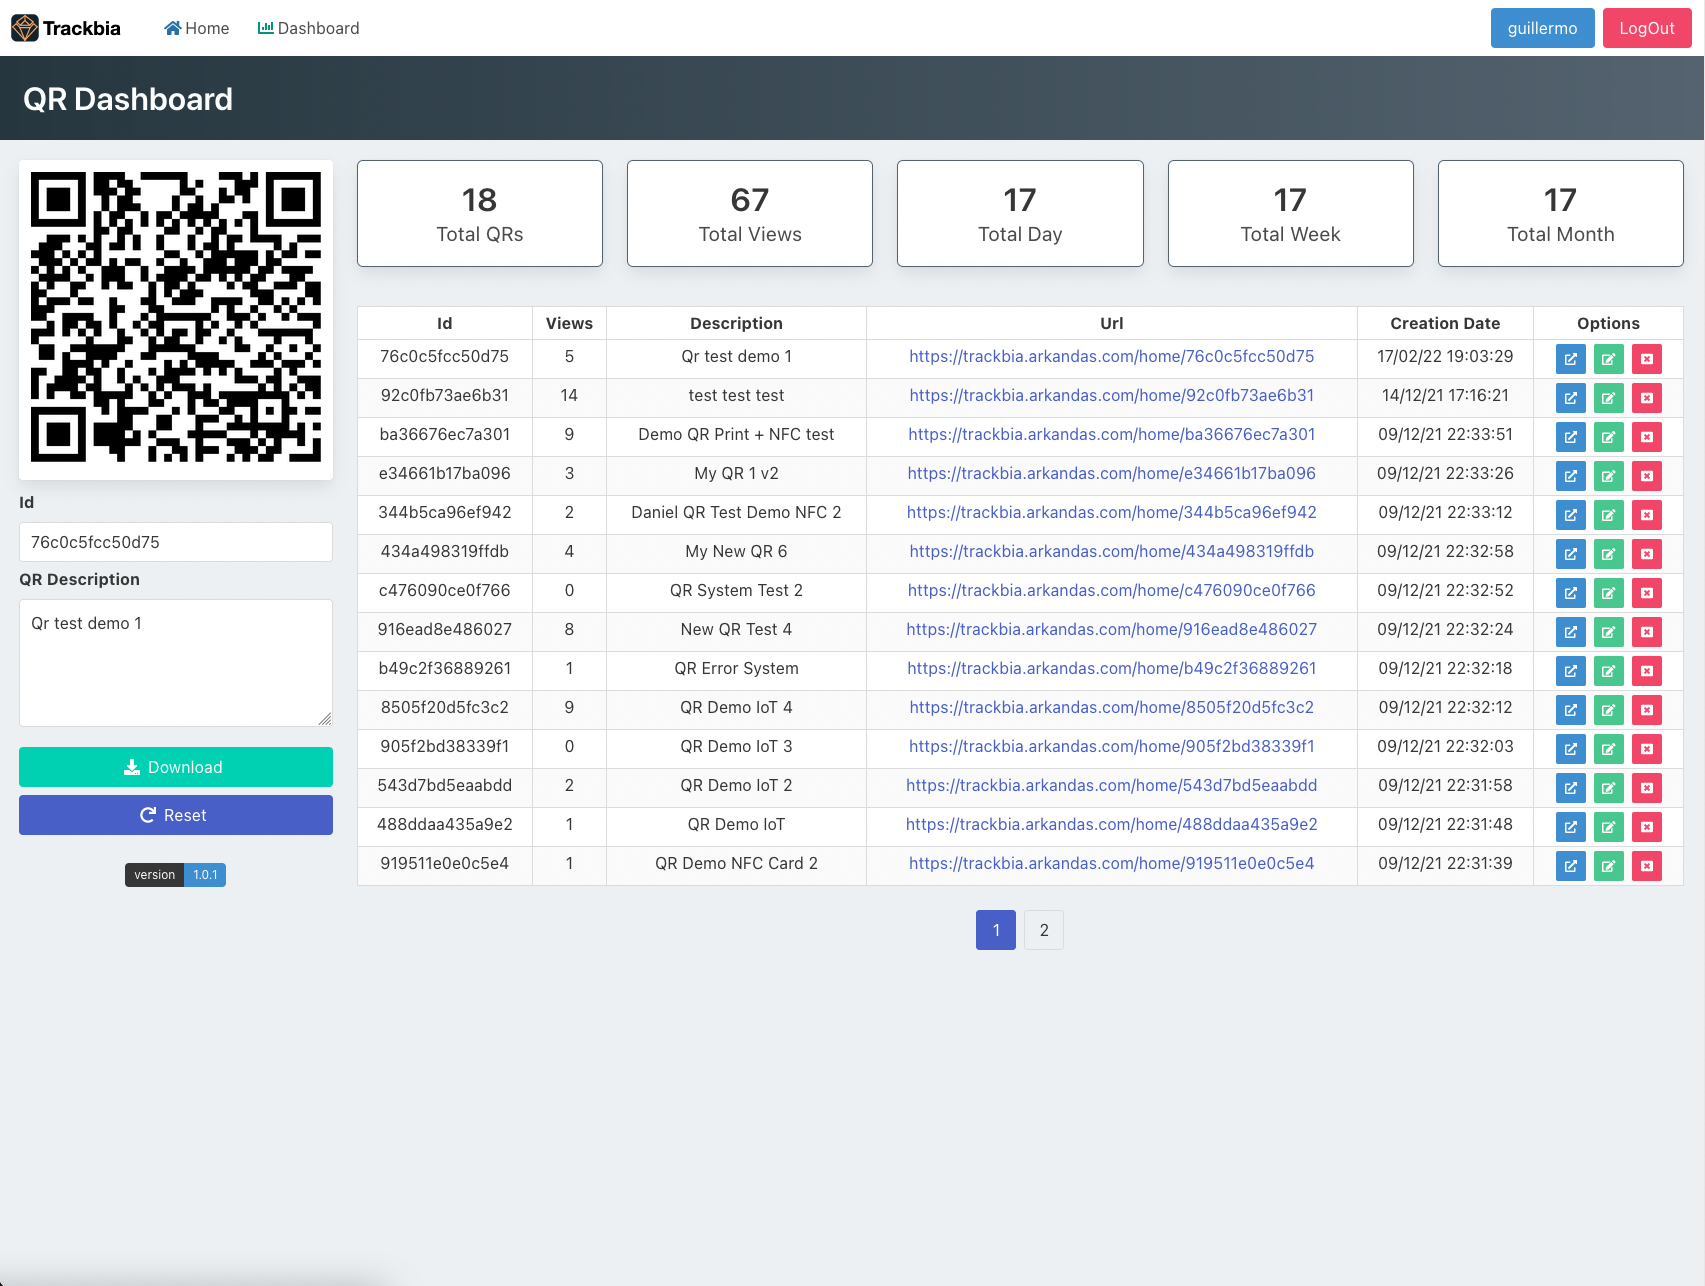 Trackbia Home Dashboard guillermo LogOut
QR Dashboard
18 67 17 17 17
Total QRs Total Views Total Day Total Week Total Month
Id
76c0c5fcc50d75
QR Description
Qr test demo 1
Download
Reset
version 1.0.1
Id Views Description Url Creation Date Options
76c0c5fcc50d75 5 Qr test demo 1 https://trackbia.arkandas.com/home/76c0c5fcc50d75 17/02/22 19:03:29
92c0fb73ae6b31 14 test test test https://trackbia.arkandas.com/home/92c0fb73ae6b31 14/12/21 17:16:21
ba36676ec7a301 9 Demo QR Print + NFC test https://trackbia.arkandas.com/home/ba36676ec7a301 09/12/21 22:33:51
e34661b17ba096 3 My QR 1 v2 https://trackbia.arkandas.com/home/e34661b17ba096 09/12/21 22:33:26
344b5ca96ef942 2 Daniel QR Test Demo NFC 2 https://trackbia.arkandas.com/home/344b5ca96ef942 09/12/21 22:33:12
434a498319ffdb 4 My New QR 6 https://trackbia.arkandas.com/home/434a498319ffdb 09/12/21 22:32:58
c476090ce0f766 0 QR System Test 2 https://trackbia.arkandas.com/home/c476090ce0f766 09/12/21 22:32:52
916ead8e486027 8 New QR Test 4 https://trackbia.arkandas.com/home/916ead8e486027 09/12/21 22:32:24
b49c2f36889261 1 QR Error System https://trackbia.arkandas.com/home/b49c2f36889261 09/12/21 22:32:18
8505f20d5fc3c2 9 QR Demo IoT 4 https://trackbia.arkandas.com/home/8505f20d5fc3c2 09/12/21 22:32:12
905f2bd38339f1 0 QR Demo IoT 3 https://trackbia.arkandas.com/home/905f2bd38339f1 09/12/21 22:32:03
543d7bd5eaabdd 2 QR Demo IoT 2 https://trackbia.arkandas.com/home/543d7bd5eaabdd 09/12/21 22:31:58
488ddaa435a9e2 1 QR Demo IoT https://trackbia.arkandas.com/home/488ddaa435a9e2 09/12/21 22:31:48
919511e0e0c5e4 1 QR Demo NFC Card 2 https://trackbia.arkandas.com/home/919511e0e0c5e4 09/12/21 22:31:39
1 2